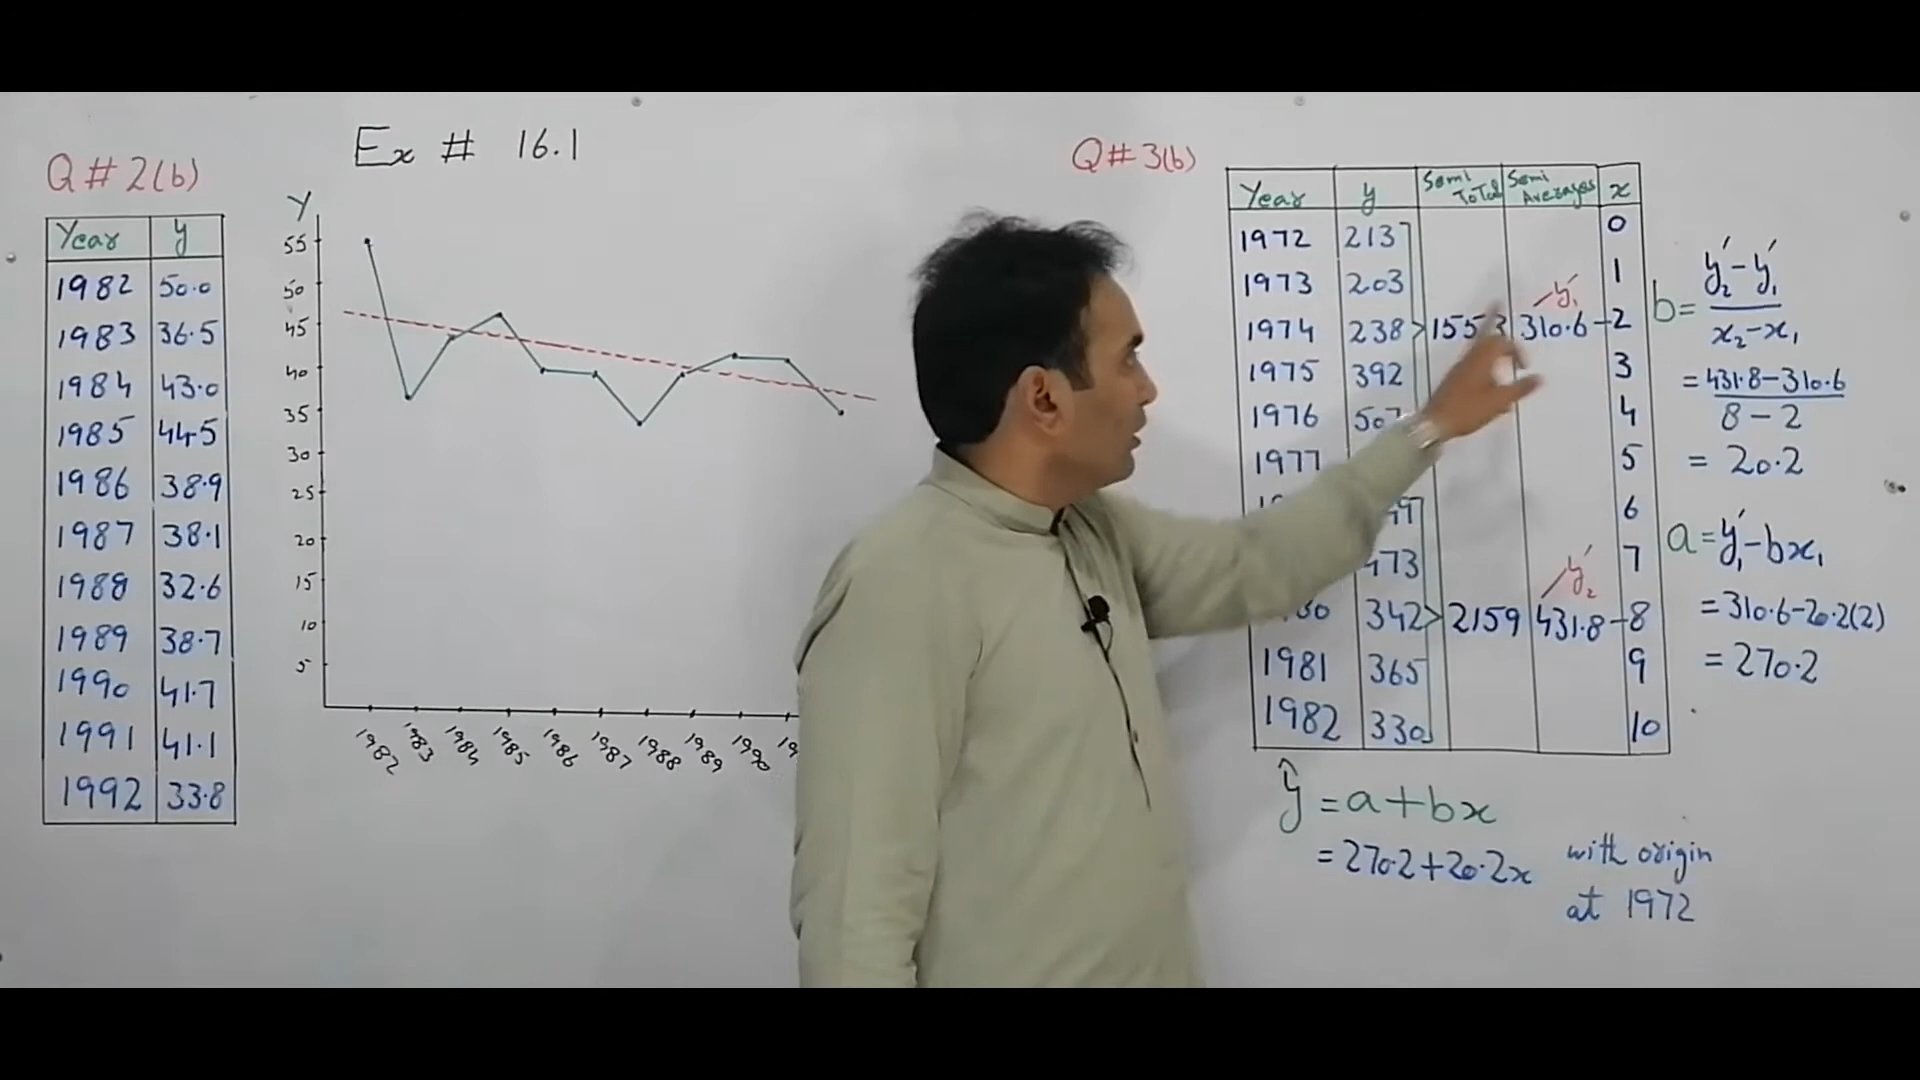 Ex # 16.1
Q # 2(b)
Year y
1982 50.0
1983 36.5
1984 43.0
1985 44.5
1986 38.9
1987 38.1
1988 32.6
1989 38.7
1990 41.7
1991 41.1
1992 33.8
Y
55
50
45
40
35
30
25
20
15
10
5
1982 1983 1984 1985 1986 1987 1988 1989 1990
Q # 3(b)
Year y Semi Total Semi Averages x
1972 213 0
1973 203 1
1974 238 310.6 y₁′ 2
1975 392 3
1976 4
1977 5
6
7
342 2159 431.8 y₂′ 8
1981 365 9
1982 330 10
b = y₂′ - y₁′ / x₂ - x₁
= 431.8 - 310.6 / 8 - 2
= 20.2
a = y₁′ - bx₁
= 310.6 - 20.2(2)
= 270.2
ŷ = a + bx
= 270.2 + 20.2x with origin
at 1972